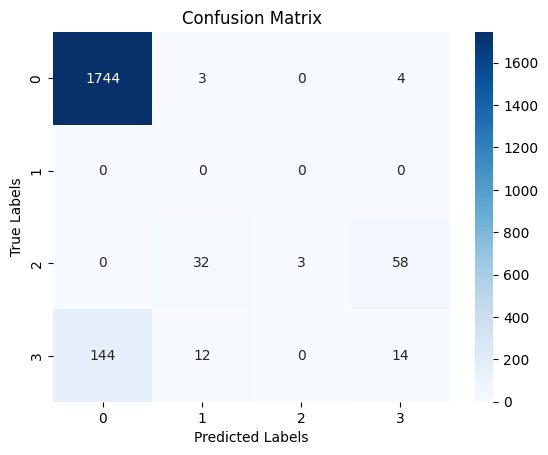 Confusion Matrix
True Labels
0 1744 3 0 4
1 0 0 0 0
2 0 32 3 58
3 144 12 0 14
0 1 2 3
Predicted Labels
1600
1400
1200
1000
800
600
400
200
0